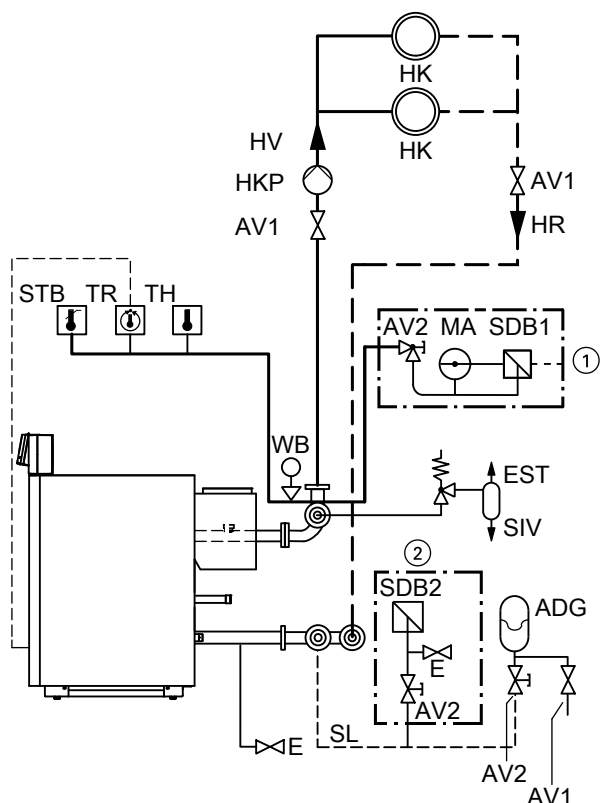 HK
HK
HV
HKP
AV1
AV1
HR
STB TR TH
AV2 MA SDB1
1
WB
EST
SIV
2
SDB2
ADG
E
AV2
SL
E
AV2
AV1